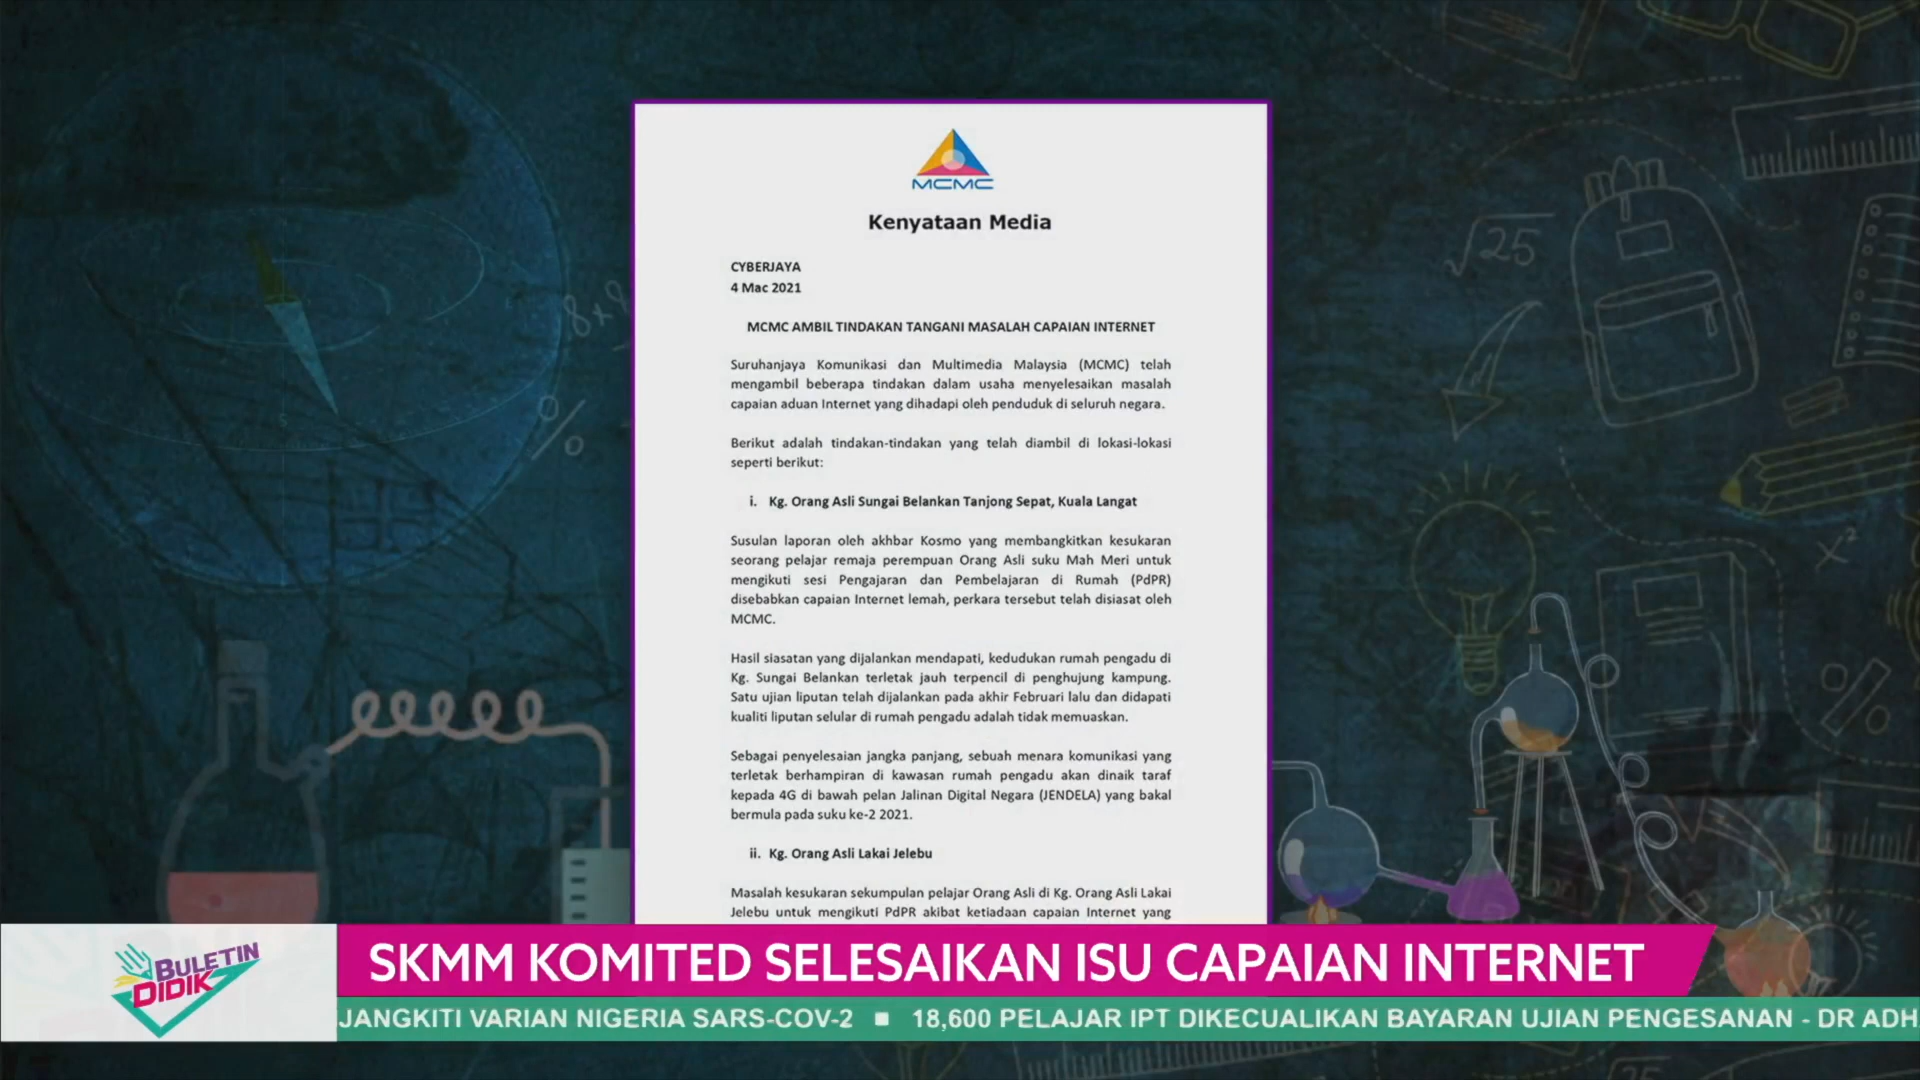 MCMC
Kenyataan Media
CYBERJAYA
4 Mac 2021
MCMC AMBIL TINDAKAN TANGANI MASALAH CAPAIAN INTERNET
Suruhanjaya Komunikasi dan Multimedia Malaysia (MCMC) telah
mengambil beberapa tindakan dalam usaha menyelesaikan masalah
capaian aduan Internet yang dihadapi oleh penduduk di seluruh negara.
Berikut adalah tindakan-tindakan yang telah diambil di lokasi-lokasi
seperti berikut:
i. Kg. Orang Asli Sungai Belankan Tanjong Sepat, Kuala Langat
Susulan laporan oleh akhbar Kosmo yang membangkitkan kesukaran
seorang pelajar remaja perempuan Orang Asli suku Mah Meri untuk
mengikuti sesi Pengajaran dan Pembelajaran di Rumah (PdPR)
disebabkan capaian Internet lemah, perkara tersebut telah disiasat oleh
MCMC.
Hasil siasatan yang dijalankan mendapati, kedudukan rumah pengadu di
Kg. Sungai Belankan terletak jauh terpencil di penghujung kampung.
Satu ujian liputan telah dijalankan pada akhir Februari lalu dan didapati
kualiti liputan selular di rumah pengadu adalah tidak memuaskan.
Sebagai penyelesaian jangka panjang, sebuah menara komunikasi yang
terletak berhampiran di kawasan rumah pengadu akan dinaik taraf
kepada 4G di bawah pelan Jalinan Digital Negara (JENDELA) yang bakal
bermula pada suku ke-2 2021.
ii. Kg. Orang Asli Lakai Jelebu
Masalah kesukaran sekumpulan pelajar Orang Asli di Kg. Orang Asli Lakai
Jelebu untuk mengikuti PdPR akibat ketiadaan capaian Internet yang
√25
8x8
%
x²
%
√25
BULETIN
DIDIK
SKMM KOMITED SELESAIKAN ISU CAPAIAN INTERNET
JANGKITI VARIAN NIGERIA SARS-COV-2 ■ 18,600 PELAJAR IPT DIKECUALIKAN BAYARAN UJIAN PENGESANAN - DR ADH